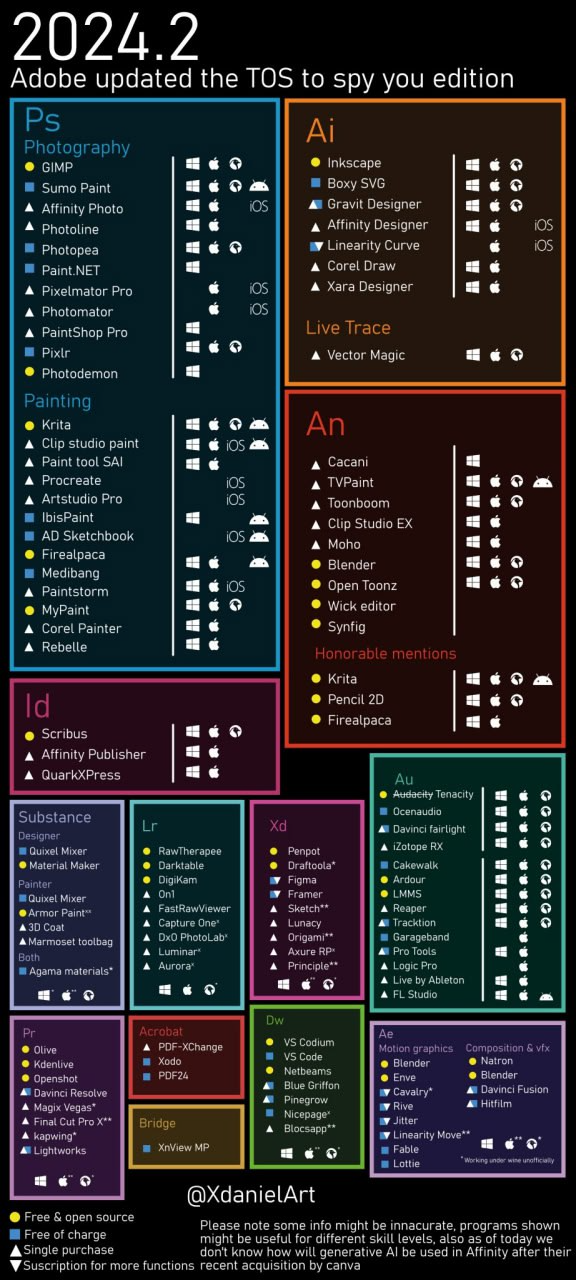 2024.2
Adobe updated the TOS to spy you edition
Ps
Photography
GIMP
Sumo Paint
Affinity Photo iOS
Photoline
Photopea
Paint.NET
Pixelmator Pro iOS
Photomator iOS
PaintShop Pro
Pixlr
Photodemon
Painting
Krita
Clip studio paint iOS
Paint tool SAI
Procreate iOS
Artstudio Pro iOS
IbisPaint
AD Sketchbook iOS
Firealpaca
Medibang
Paintstorm iOS
MyPaint
Corel Painter
Rebelle
Ai
Inkscape
Boxy SVG
Gravit Designer
Affinity Designer iOS
Linearity Curve iOS
Corel Draw
Xara Designer
Live Trace
Vector Magic
An
Cacani
TVPaint
Toonboom
Clip Studio EX
Moho
Blender
Open Toonz
Wick editor
Synfig
Honorable mentions
Krita
Pencil 2D
Firealpaca
Id
Scribus
Affinity Publisher
QuarkXPress
Au
Audacity Tenacity
Ocenaudio
Davinci fairlight
iZotope RX
Cakewalk
Ardour
LMMS
Reaper
Tracktion
Garageband
Pro Tools
Logic Pro
Live by Ableton
FL Studio
Substance
Designer
Quixel Mixer
Material Maker
Painter
Quixel Mixer
Armor Paintˣˣ
3D Coat
Marmoset toolbag
Both
Agama materials*
* ** *
Lr
RawTherapee
Darktable
DigiKam
On1
FastRawViewer
Capture Oneˣ
DxO PhotoLabˣ
Luminarˣ
Auroraˣ
Xd
Penpot
Draftoola*
Figma
Framer
Sketch**
Lunacy
Origami**
Axure RPˣ
Principle**
Pr
Olive
Kdenlive
Openshot
Davinci Resolve
Magix Vegas*
Final Cut Pro X**
kapwing*
Lightworks
Acrobat
PDF-XChange
Xodo
PDF24
Bridge
XnView MP
Dw
VS Codium
VS Code
Netbeams
Blue Griffon
Pinegrow
Nicepageˣ
Blocsapp**
Ae
Motion graphics
Blender
Enve
Cavalry*
Rive
Jitter
Linearity Move**
Fable
Lottie
Composition & vfx
Natron
Blender
Davinci Fusion
Hitfilm
* Working under wine unofficially
@XdanielArt
Free & open source
Free of charge
Single purchase
Suscription for more functions
Please note some info might be innacurate, programs shown
might be useful for different skill levels, also as of today we
don't know how will generative AI be used in Affinity after their
recent acquisition by canva